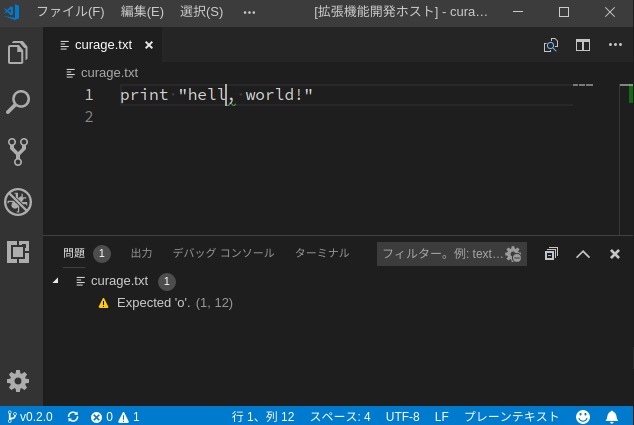 ファイル(F) 編集(E) 選択(S) ··· [拡張機能開発ホスト] - cura...
curage.txt
curage.txt
1 print "hell, world!"
2
問題 1 出力 デバッグ コンソール ターミナル フィルター。例: text...
curage.txt 1
Expected 'o'. (1, 12)
v0.2.0 0 1 行 1、列 12 スペース: 4 UTF-8 LF プレーンテキスト